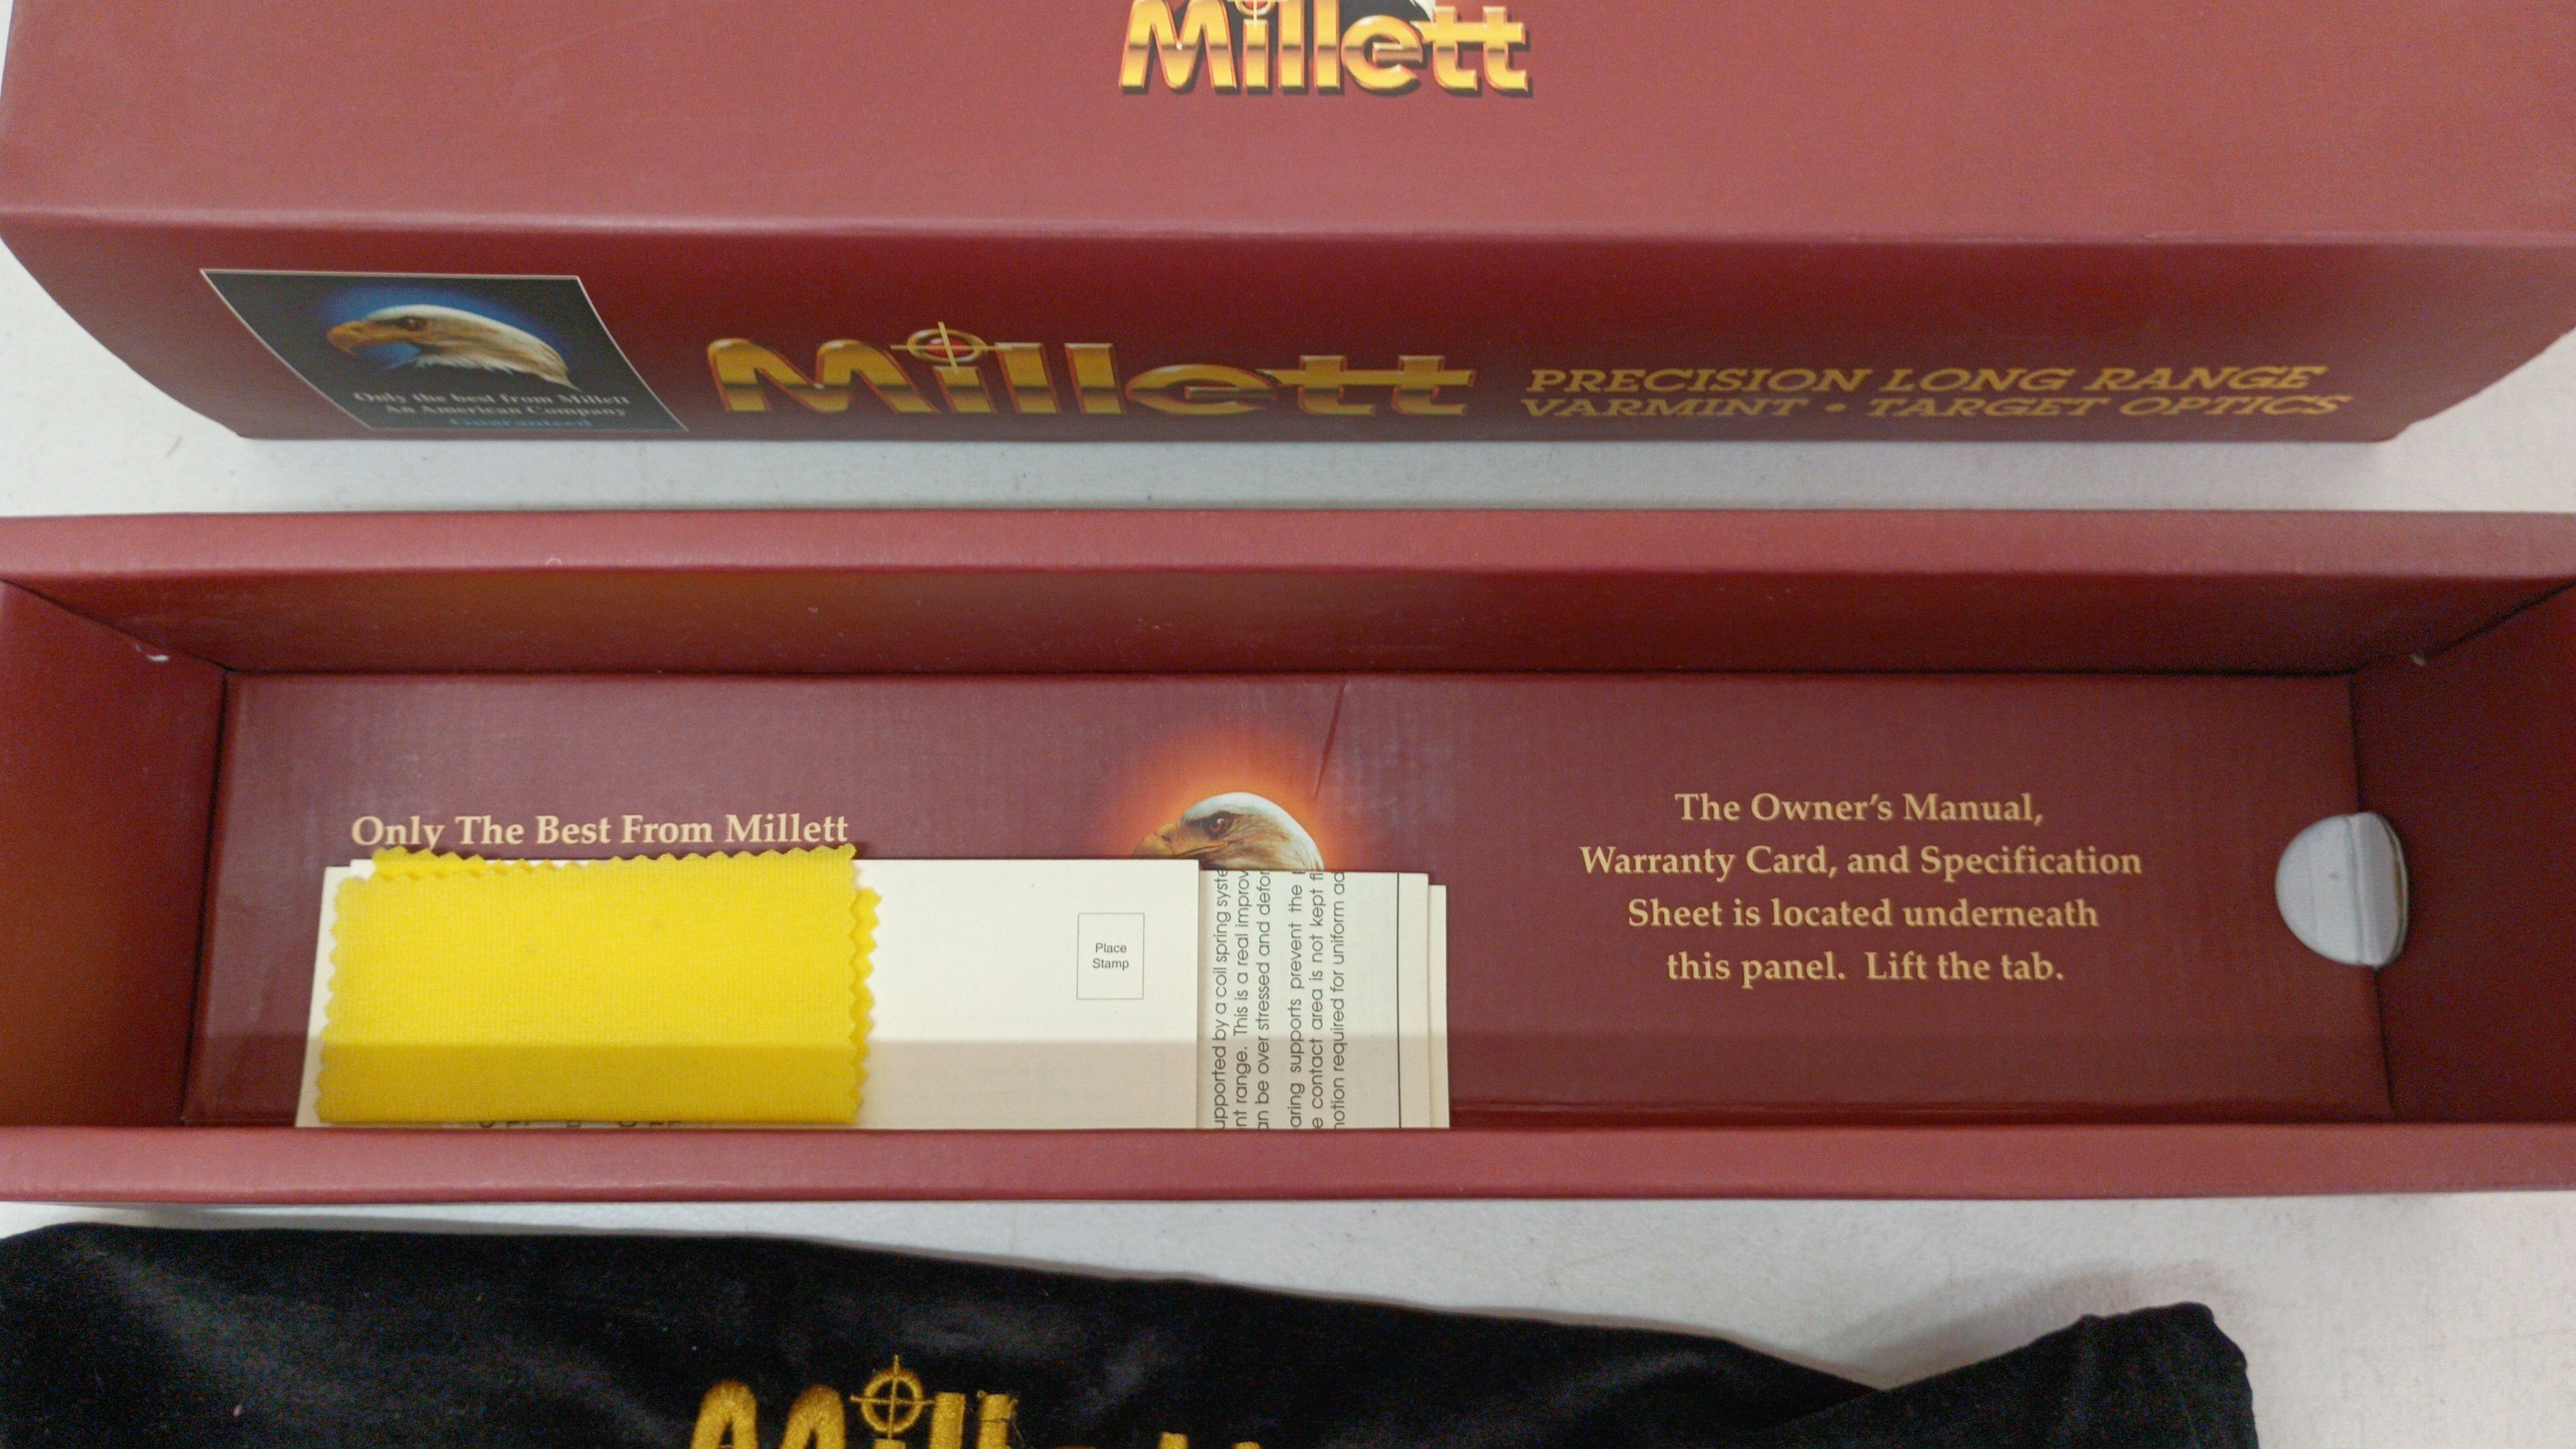 Millett
Only the best from Millett
An American Company
Guaranteed
Millett
PRECISION LONG RANGE
VARMINT • TARGET OPTICS
Only The Best From Millett
Place
Stamp
upported by a coil spring syste
nt range. This is a real improv
an be over stressed and defor
aring supports prevent the
e contact area is not kept fl
notion required for uniform ad
The Owner's Manual,
Warranty Card, and Specification
Sheet is located underneath
this panel. Lift the tab.
Mill